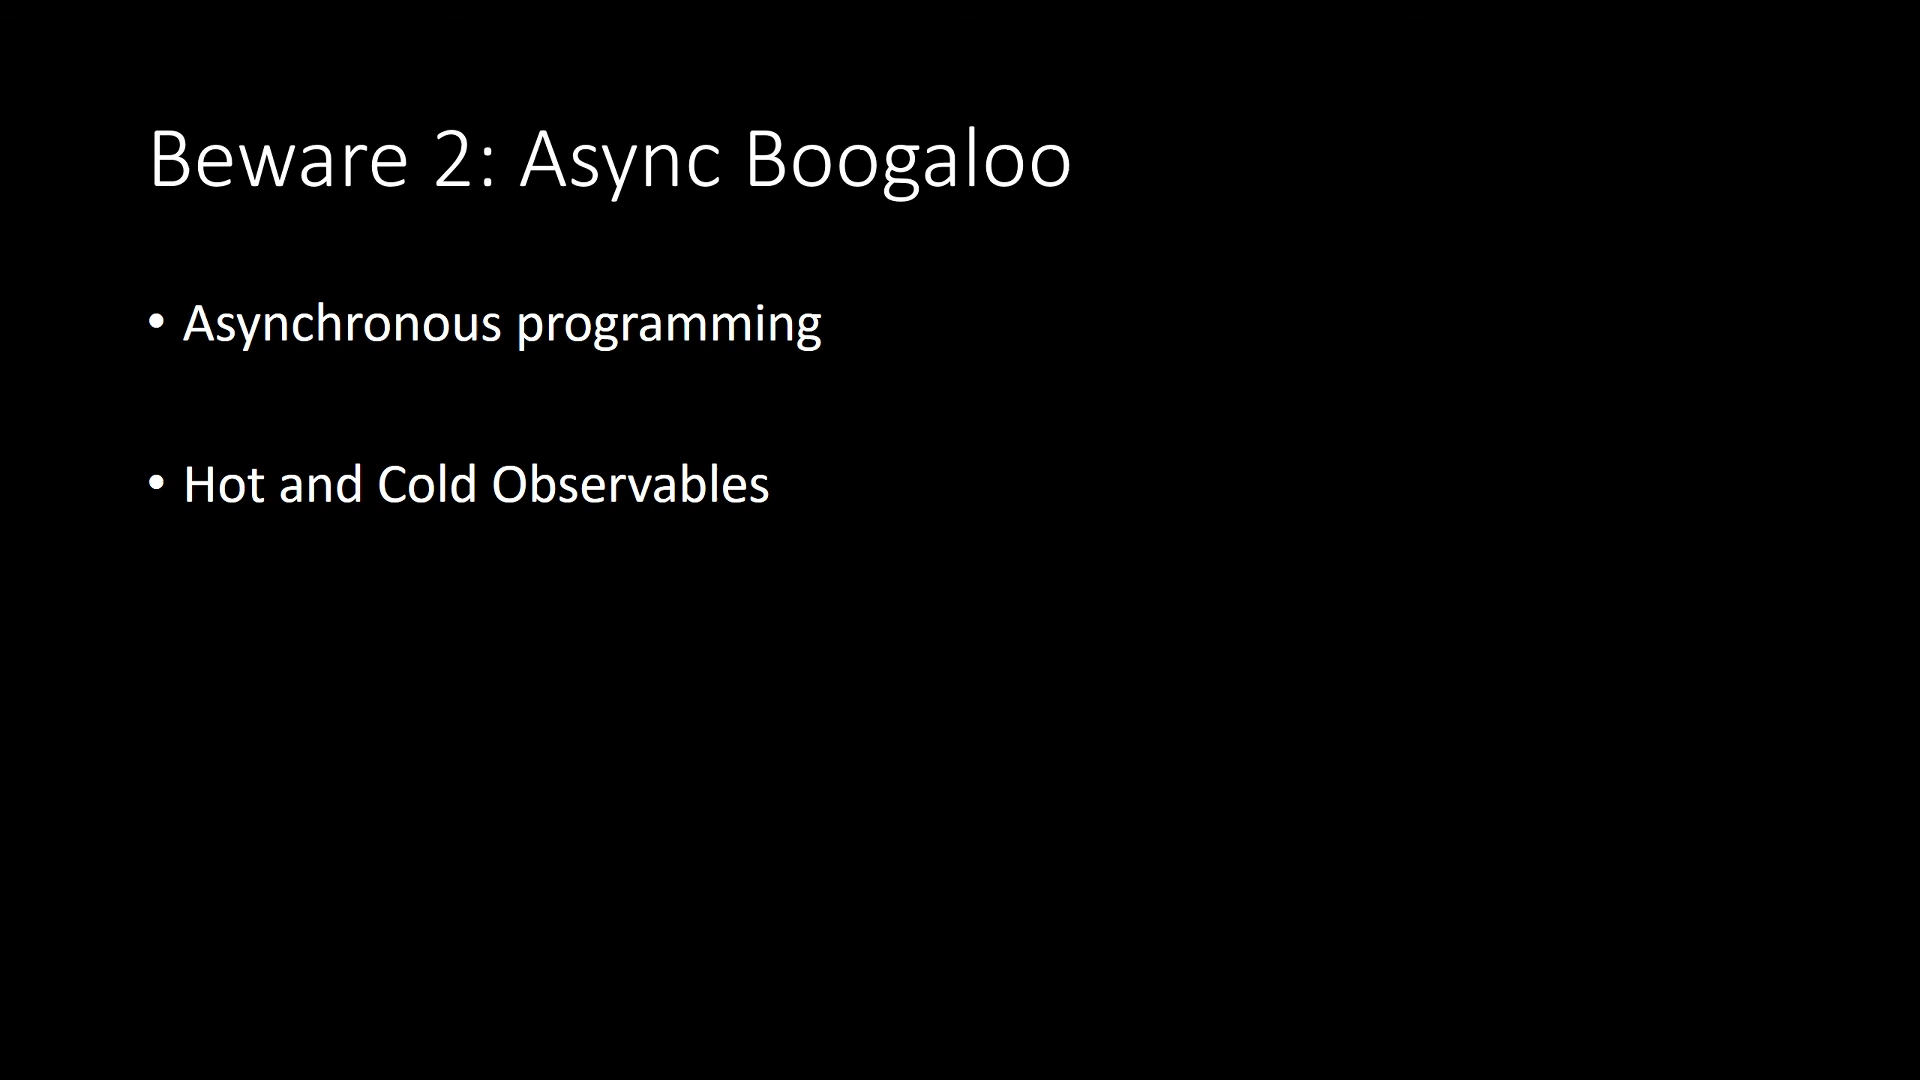 Beware 2: Async Boogaloo
• Asynchronous programming
• Hot and Cold Observables